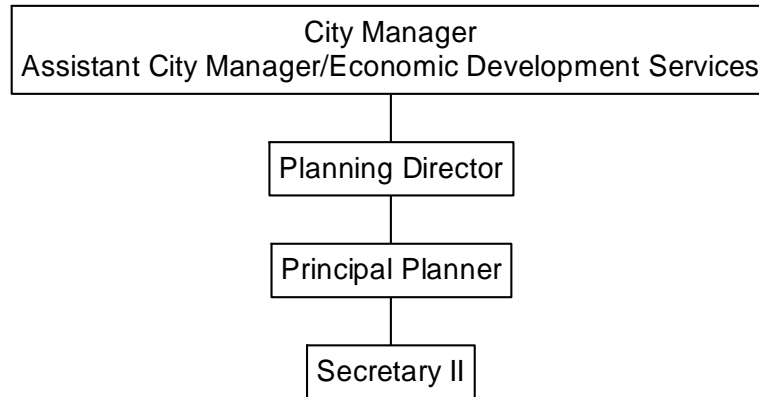 City Manager
Assistant City Manager/Economic Development Services
Planning Director
Principal Planner
Secretary II